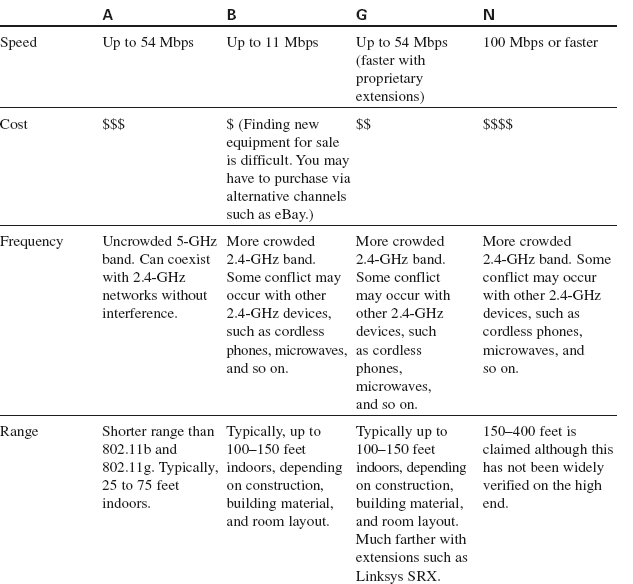 A B G N
Speed Up to 54 Mbps Up to 11 Mbps Up to 54 Mbps 100 Mbps or faster
(faster with
proprietary
extensions)
Cost $$$ $ (Finding new $$ $$$$
equipment for sale
is difficult. You may
have to purchase via
alternative channels
such as eBay.)
Frequency Uncrowded 5-GHz More crowded More crowded More crowded
band. Can coexist 2.4-GHz band. 2.4-GHz band. 2.4-GHz band. Some
with 2.4-GHz Some conflict may Some conflict conflict may occur
networks without occur with other may occur with with other 2.4-GHz
interference. 2.4-GHz devices, other 2.4-GHz devices, such as
such as cordless devices, such cordless phones,
phones, microwaves, as cordless microwaves, and
and so on. phones, so on.
microwaves,
and so on.
Range Shorter range than Typically, up to Typically up to 150–400 feet is
802.11b and 100–150 feet 100–150 feet claimed although this
802.11g. Typically, indoors, depending indoors, depending has not been widely
25 to 75 feet on construction, on construction, verified on the high
indoors. building material, building material, end.
and room layout. and room layout.
Much farther with
extensions such as
Linksys SRX.